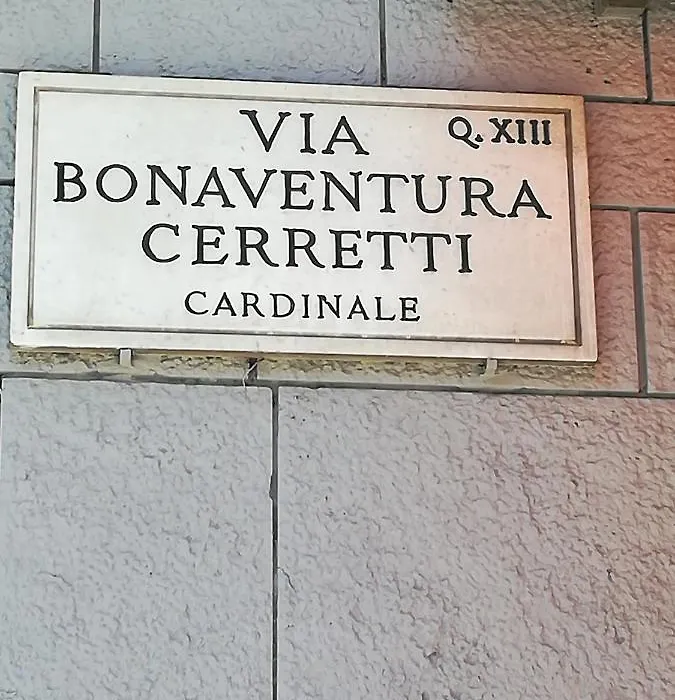 VIA Q. XIII
BONAVENTURA
CERRETTI
CARDINALE